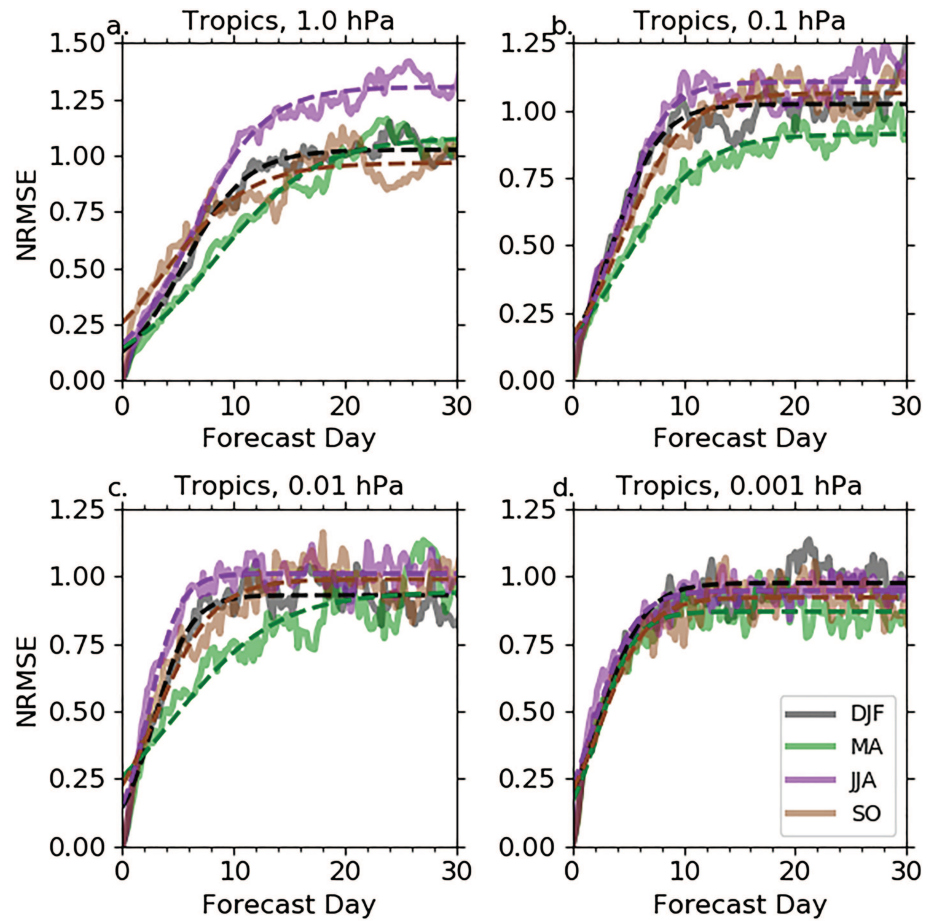 a. Tropics, 1.0 hPa
1.50
1.25
1.00
0.75
0.50
0.25
0.00
NRMSE
0 10 20 30
Forecast Day
b. Tropics, 0.1 hPa
1.25
1.00
0.75
0.50
0.25
0.00
0 10 20 30
Forecast Day
c. Tropics, 0.01 hPa
1.25
1.00
0.75
0.50
0.25
0.00
NRMSE
0 10 20 30
Forecast Day
d. Tropics, 0.001 hPa
1.25
1.00
0.75
0.50
0.25
0.00
DJF
MA
JJA
SO
0 10 20 30
Forecast Day